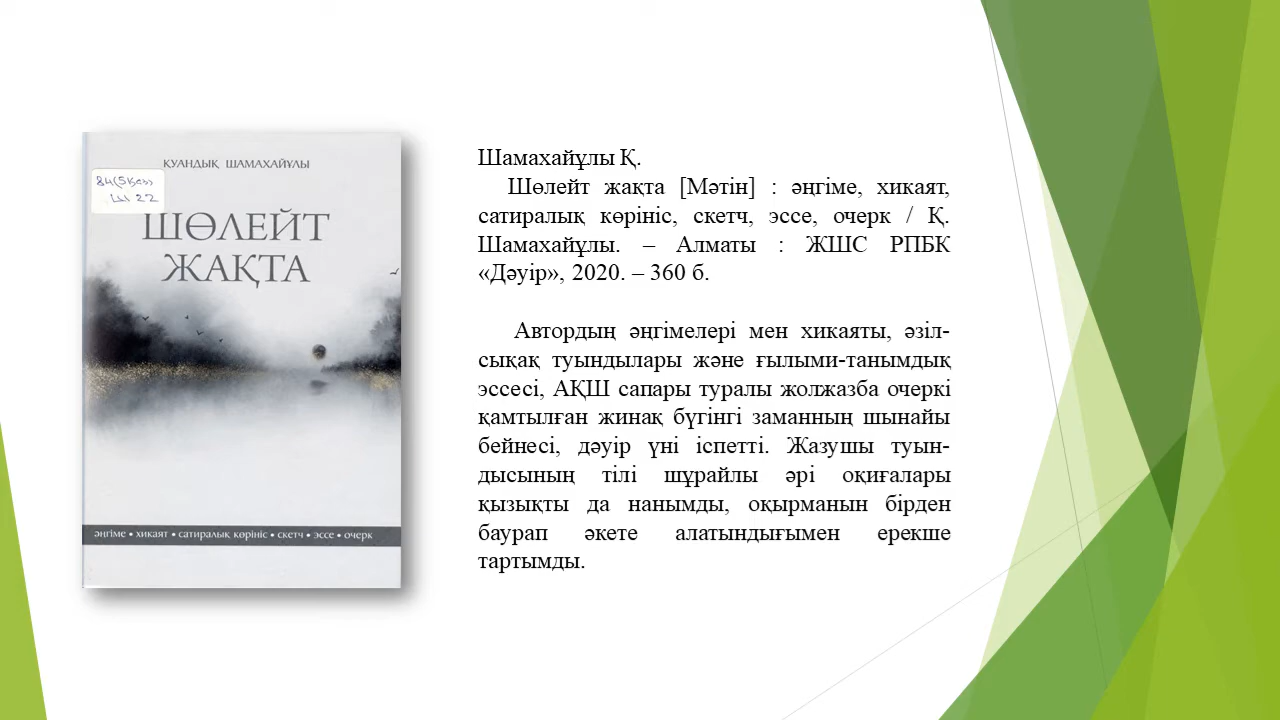 ҚУАНДЫҚ ШАМАХАЙҰЛЫ
84(5Қаз)
Ш 22
ШӨЛЕЙТ
ЖАҚТА
әңгіме • хикаят • сатиралық көрініс • скетч • эссе • очерк
Шамахайұлы Қ.
Шөлейт жақта [Мәтін] : әңгіме, хикаят,
сатиралық көрініс, скетч, эссе, очерк / Қ.
Шамахайұлы. – Алматы : ЖШС РПБК
«Дәуір», 2020. – 360 б.
Автордың әңгімелері мен хикаяты, әзіл-
сықақ туындылары және ғылыми-танымдық
эссесі, АҚШ сапары туралы жолжазба очеркі
қамтылған жинақ бүгінгі заманның шынайы
бейнесі, дәуір үні іспетті. Жазушы туын-
дысының тілі шұрайлы әрі оқиғалары
қызықты да нанымды, оқырманын бірден
баурап әкете алатындығымен ерекше
тартымды.